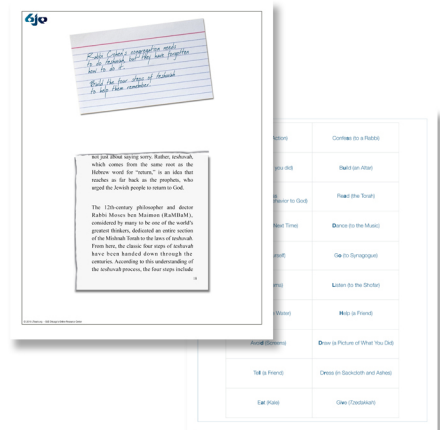 6jo
Rabbi Cohen's congregation needs
to do teshuvah, but they have forgotten
how to do it.
Build the four steps of teshuvah
to help them remember.
not just about saying sorry. Rather, teshuvah,
which comes from the same root as the
Hebrew word for "return," is an idea that
reaches as far back as the prophets, who
urged the Jewish people to return to God.
The 12th-century philosopher and doctor
Rabbi Moses ben Maimon (RaMBaM),
considered by many to be one of the world's
greatest thinkers, dedicated an entire section
of the Mishnah Torah to the laws of teshuvah.
From here, the classic four steps of teshuvah
have been handed down through the
centuries. According to this understanding of
the teshuvah process, the four steps include
Confess (to a Rabbi)
you did)
Build (an Altar)
to God)
Read (the Torah)
Next Time)
Dance (to the Music)
Go (to Synagogue)
Listen (to the Shofar)
Help (a Friend)
Avoid (Screens)
Draw (a Picture of What You Did)
Tell (a Friend)
Dress (in Sackcloth and Ashes)
Eat (Kale)
Give (Tzedakah)